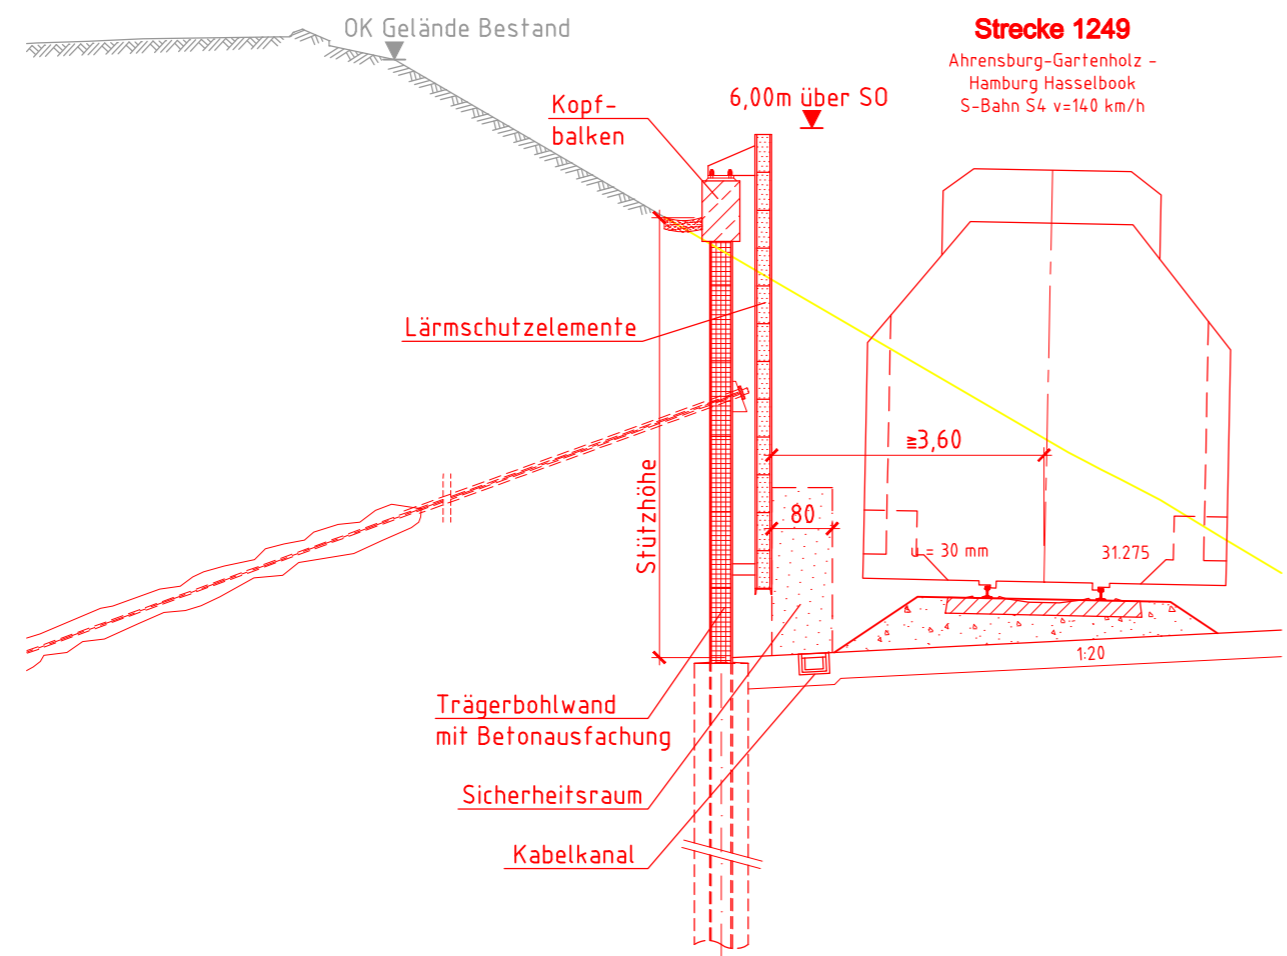 OK Gelände Bestand
Strecke 1249
Ahrensburg-Gartenholz -
Hamburg Hasselbook
S-Bahn S4 v=140 km/h
6,00m über SO
Kopf-
balken
Lärmschutzelemente
≧3,60
Stützhöhe
80
u = 30 mm
31.275
1:20
Trägerbohlwand
mit Betonausfachung
Sicherheitsraum
Kabelkanal